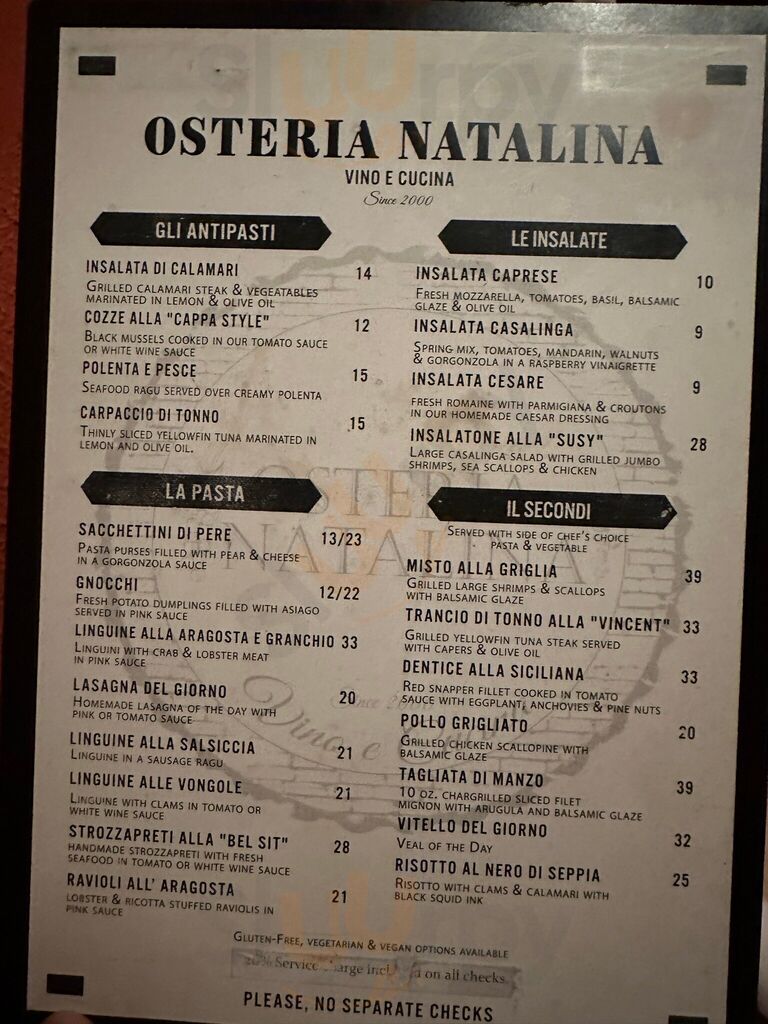 OSTERIA NATALINA
VINO E CUCINA
Since 2000
GLI ANTIPASTI
INSALATA DI CALAMARI 14
GRILLED CALAMARI STEAK & VEGEATABLES
MARINATED IN LEMON & OLIVE OIL
COZZE ALLA "CAPPA STYLE" 12
BLACK MUSSELS COOKED IN OUR TOMATO SAUCE
OR WHITE WINE SAUCE
POLENTA E PESCE 15
SEAFOOD RAGU SERVED OVER CREAMY POLENTA
CARPACCIO DI TONNO 15
THINLY SLICED YELLOWFIN TUNA MARINATED IN
LEMON AND OLIVE OIL.
LE INSALATE
INSALATA CAPRESE 10
FRESH MOZZARELLA, TOMATOES, BASIL, BALSAMIC
GLAZE & OLIVE OIL
INSALATA CASALINGA 9
SPRING MIX, TOMATOES, MANDARIN, WALNUTS
& GORGONZOLA IN A RASPBERRY VINAIGRETTE
INSALATA CESARE 9
FRESH ROMAINE WITH PARMIGIANA & CROUTONS
IN OUR HOMEMADE CAESAR DRESSING
INSALATONE ALLA "SUSY" 28
LARGE CASALINGA SALAD WITH GRILLED JUMBO
SHRIMPS, SEA SCALLOPS & CHICKEN
LA PASTA
SACCHETTINI DI PERE 13/23
PASTA PURSES FILLED WITH PEAR & CHEESE
IN A GORGONZOLA SAUCE
GNOCCHI 12/22
FRESH POTATO DUMPLINGS FILLED WITH ASIAGO
SERVED IN PINK SAUCE
LINGUINE ALLA ARAGOSTA E GRANCHIO 33
LINGUINI WITH CRAB & LOBSTER MEAT
IN PINK SAUCE
LASAGNA DEL GIORNO 20
HOMEMADE LASAGNA OF THE DAY WITH
PINK OR TOMATO SAUCE
LINGUINE ALLA SALSICCIA 21
LINGUINE IN A SAUSAGE RAGU
LINGUINE ALLE VONGOLE 21
LINGUINE WITH CLAMS IN TOMATO OR
WHITE WINE SAUCE
STROZZAPRETI ALLA "BEL SIT" 28
HANDMADE STROZZAPRETI WITH FRESH
SEAFOOD IN TOMATO OR WHITE WINE SAUCE
RAVIOLI ALL' ARAGOSTA 21
LOBSTER & RICOTTA STUFFED RAVIOLIS IN
PINK SAUCE
IL SECONDI
SERVED WITH SIDE OF CHEF'S CHOICE
PASTA & VEGETABLE
MISTO ALLA GRIGLIA 39
GRILLED LARGE SHRIMPS & SCALLOPS
WITH BALSAMIC GLAZE
TRANCIO DI TONNO ALLA "VINCENT" 33
GRILLED YELLOWFIN TUNA STEAK SERVED
WITH CAPERS & OLIVE OIL
DENTICE ALLA SICILIANA 33
RED SNAPPER FILLET COOKED IN TOMATO
SAUCE WITH EGGPLANT, ANCHOVIES & PINE NUTS
POLLO GRIGLIATO 20
GRILLED CHICKEN SCALLOPINE WITH
BALSAMIC GLAZE
TAGLIATA DI MANZO 39
10 OZ. CHARGRILLED SLICED FILET
MIGNON WITH ARUGULA AND BALSAMIC GLAZE
VITELLO DEL GIORNO 32
VEAL OF THE DAY
RISOTTO AL NERO DI SEPPIA 25
RISOTTO WITH CLAMS & CALAMARI WITH
BLACK SQUID INK
OSTERIA
NATALINA
Vino e
GLUTEN-FREE, VEGETARIAN & VEGAN OPTIONS AVAILABLE
Service on all checks.
PLEASE, NO SEPARATE CHECKS